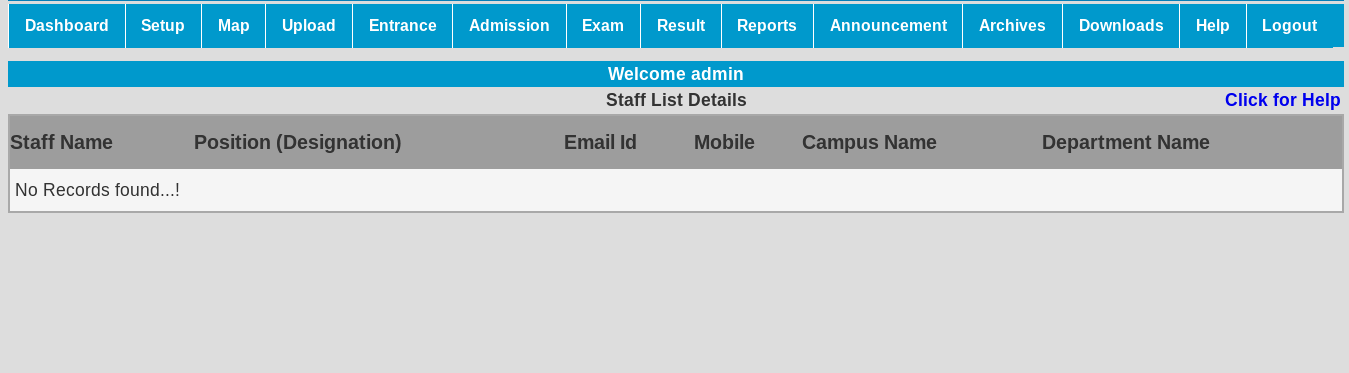 Dashboard Setup Map Upload Entrance Admission Exam Result Reports Announcement Archives Downloads Help Logout
Welcome admin
Staff List Details Click for Help
Staff Name Position (Designation) Email Id Mobile Campus Name Department Name
No Records found...!